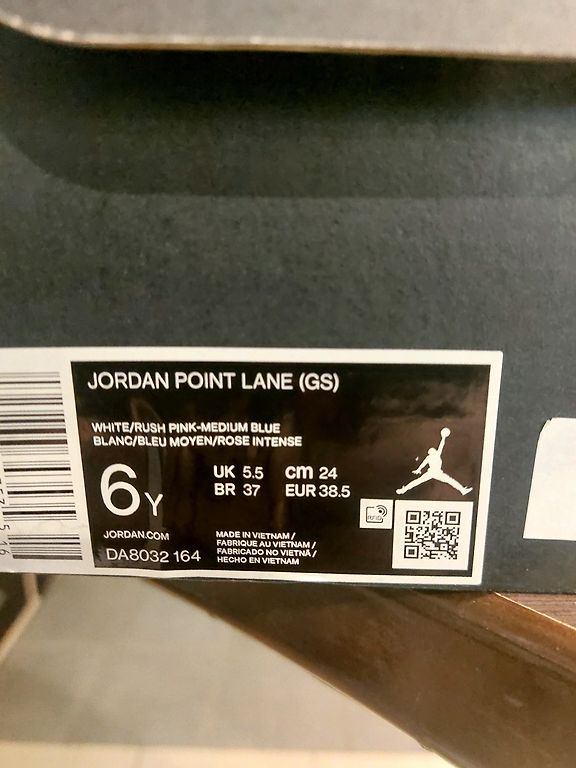 JORDAN POINT LANE (GS)
WHITE/RUSH PINK-MEDIUM BLUE
BLANC/BLEU MOYEN/ROSE INTENSE
6Y
UK 5.5 cm 24
BR 37 EUR 38.5
JORDAN.COM
DA8032 164
MADE IN VIETNAM /
FABRIQUE AU VIETNAM /
FABRICADO NO VIETNÃ /
HECHO EN VIETNAM